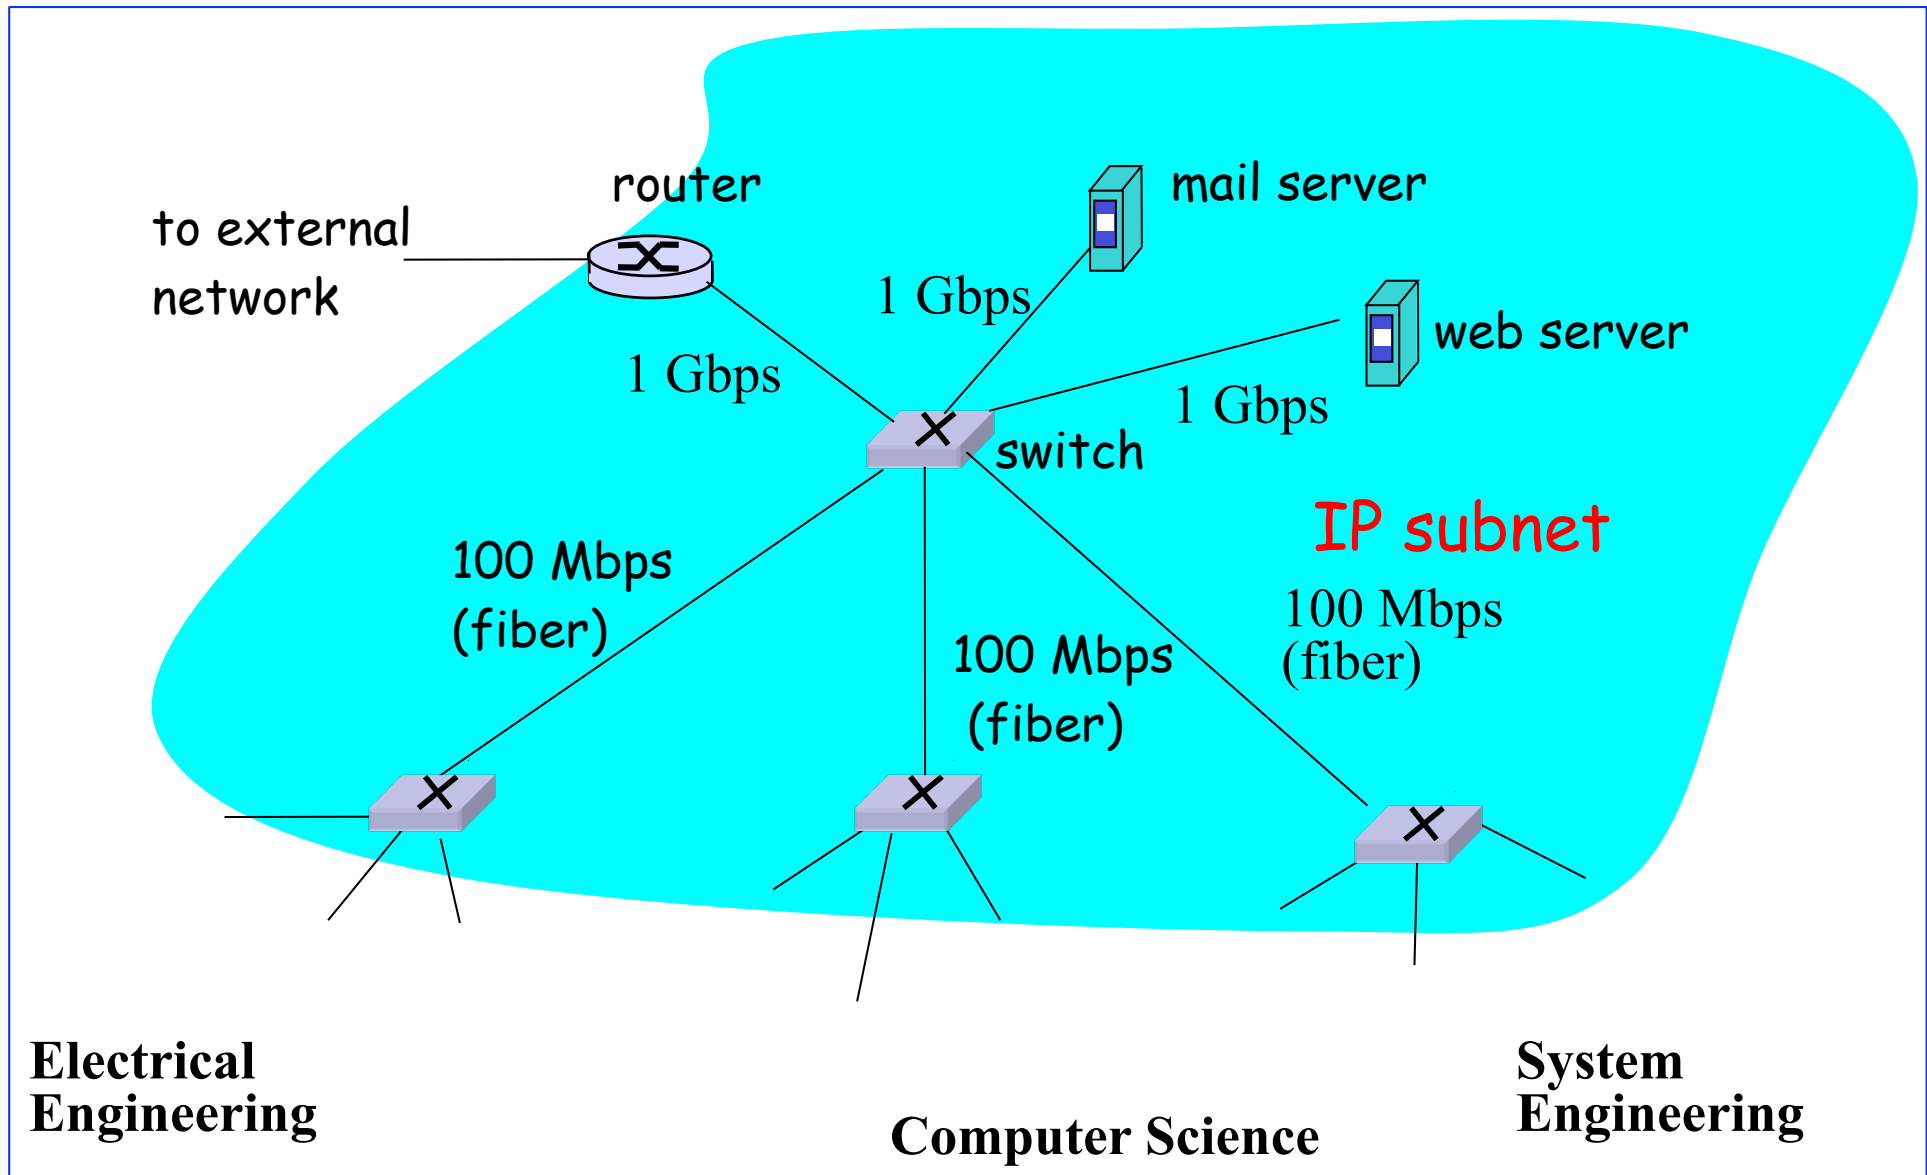 router
mail server
to external
network
1 Gbps
web server
1 Gbps
1 Gbps
switch
IP subnet
100 Mbps
(fiber)
100 Mbps
(fiber)
100 Mbps
(fiber)
Electrical
Engineering
Computer Science
System
Engineering